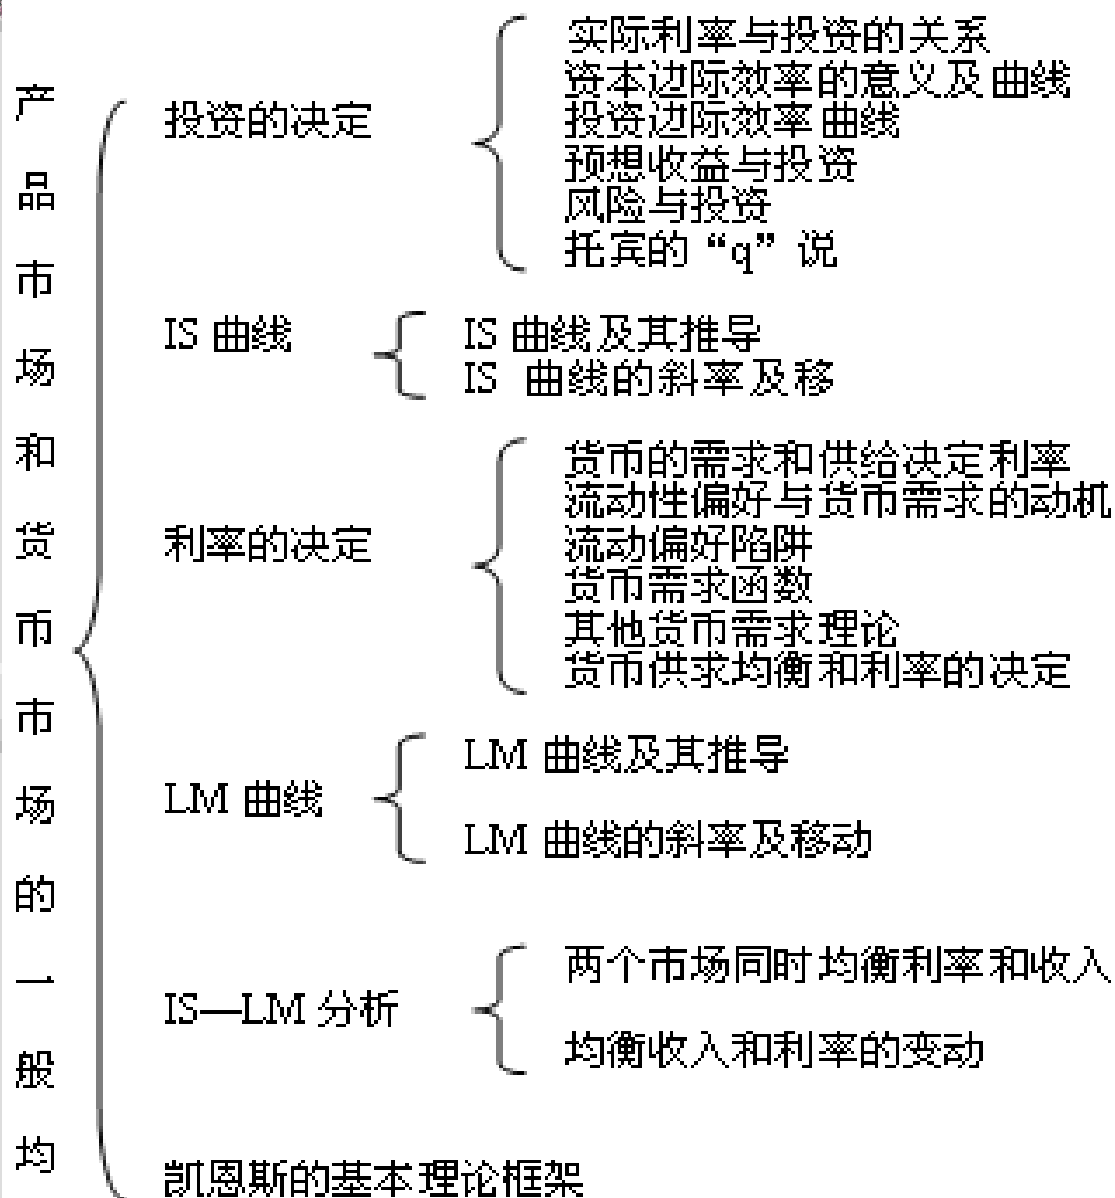 产品市场和货币市场的一般均
投资的决定
实际利率与投资的关系
资本边际效率的意义及曲线
投资边际效率曲线
预想收益与投资
风险与投资
托宾的“q”说
IS 曲线
IS 曲线及其推导
IS 曲线的斜率及移
利率的决定
货币的需求和供给决定利率
流动性偏好与货币需求的动机
流动偏好陷阱
货币需求函数
其他货币需求理论
货币供求均衡和利率的决定
LM 曲线
LM 曲线及其推导
LM 曲线的斜率及移动
IS—LM 分析
两个市场同时均衡利率和收入
均衡收入和利率的变动
凯恩斯的基本理论框架